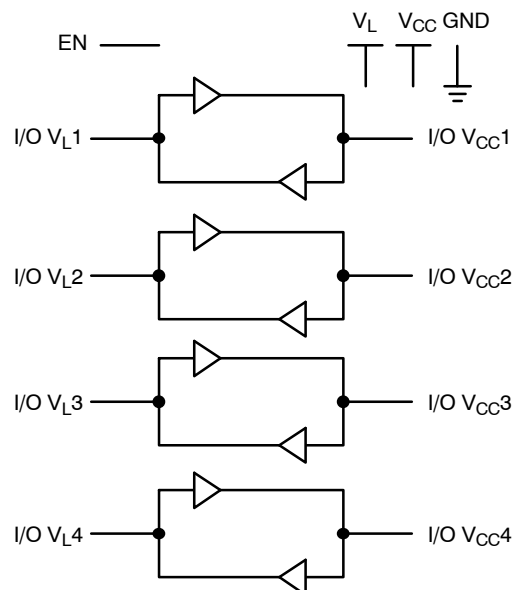 EN V_L V_CC GND
I/O V_L1 I/O V_CC1
I/O V_L2 I/O V_CC2
I/O V_L3 I/O V_CC3
I/O V_L4 I/O V_CC4